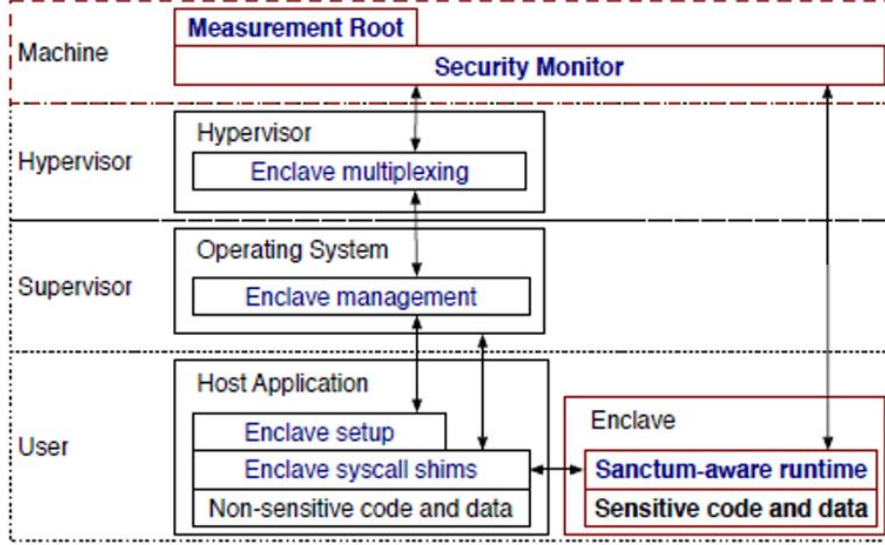 Machine
Measurement Root
Security Monitor
Hypervisor
Hypervisor
Enclave multiplexing
Supervisor
Operating System
Enclave management
User
Host Application
Enclave setup
Enclave syscall shims
Non-sensitive code and data
Enclave
Sanctum-aware runtime
Sensitive code and data